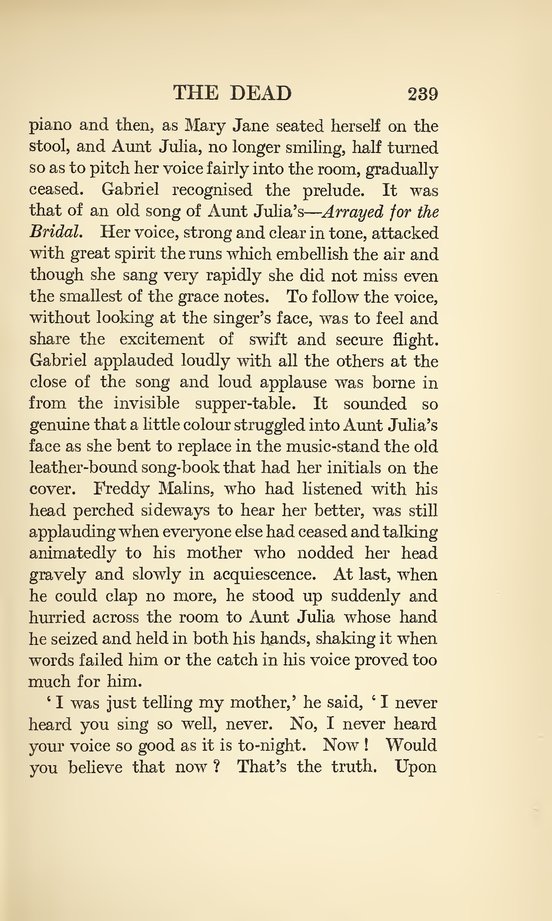 THE DEAD 239
piano and then, as Mary Jane seated herself on the
stool, and Aunt Julia, no longer smiling, half turned
so as to pitch her voice fairly into the room, gradually
ceased. Gabriel recognised the prelude. It was
that of an old song of Aunt Julia's—Arrayed for the
Bridal. Her voice, strong and clear in tone, attacked
with great spirit the runs which embellish the air and
though she sang very rapidly she did not miss even
the smallest of the grace notes. To follow the voice,
without looking at the singer's face, was to feel and
share the excitement of swift and secure flight.
Gabriel applauded loudly with all the others at the
close of the song and loud applause was borne in
from the invisible supper-table. It sounded so
genuine that a little colour struggled into Aunt Julia's
face as she bent to replace in the music-stand the old
leather-bound song-book that had her initials on the
cover. Freddy Malins, who had listened with his
head perched sideways to hear her better, was still
applauding when everyone else had ceased and talking
animatedly to his mother who nodded her head
gravely and slowly in acquiescence. At last, when
he could clap no more, he stood up suddenly and
hurried across the room to Aunt Julia whose hand
he seized and held in both his hands, shaking it when
words failed him or the catch in his voice proved too
much for him.
‘ I was just telling my mother,’ he said, ‘ I never
heard you sing so well, never. No, I never heard
your voice so good as it is to-night. Now ! Would
you believe that now ? That's the truth. Upon